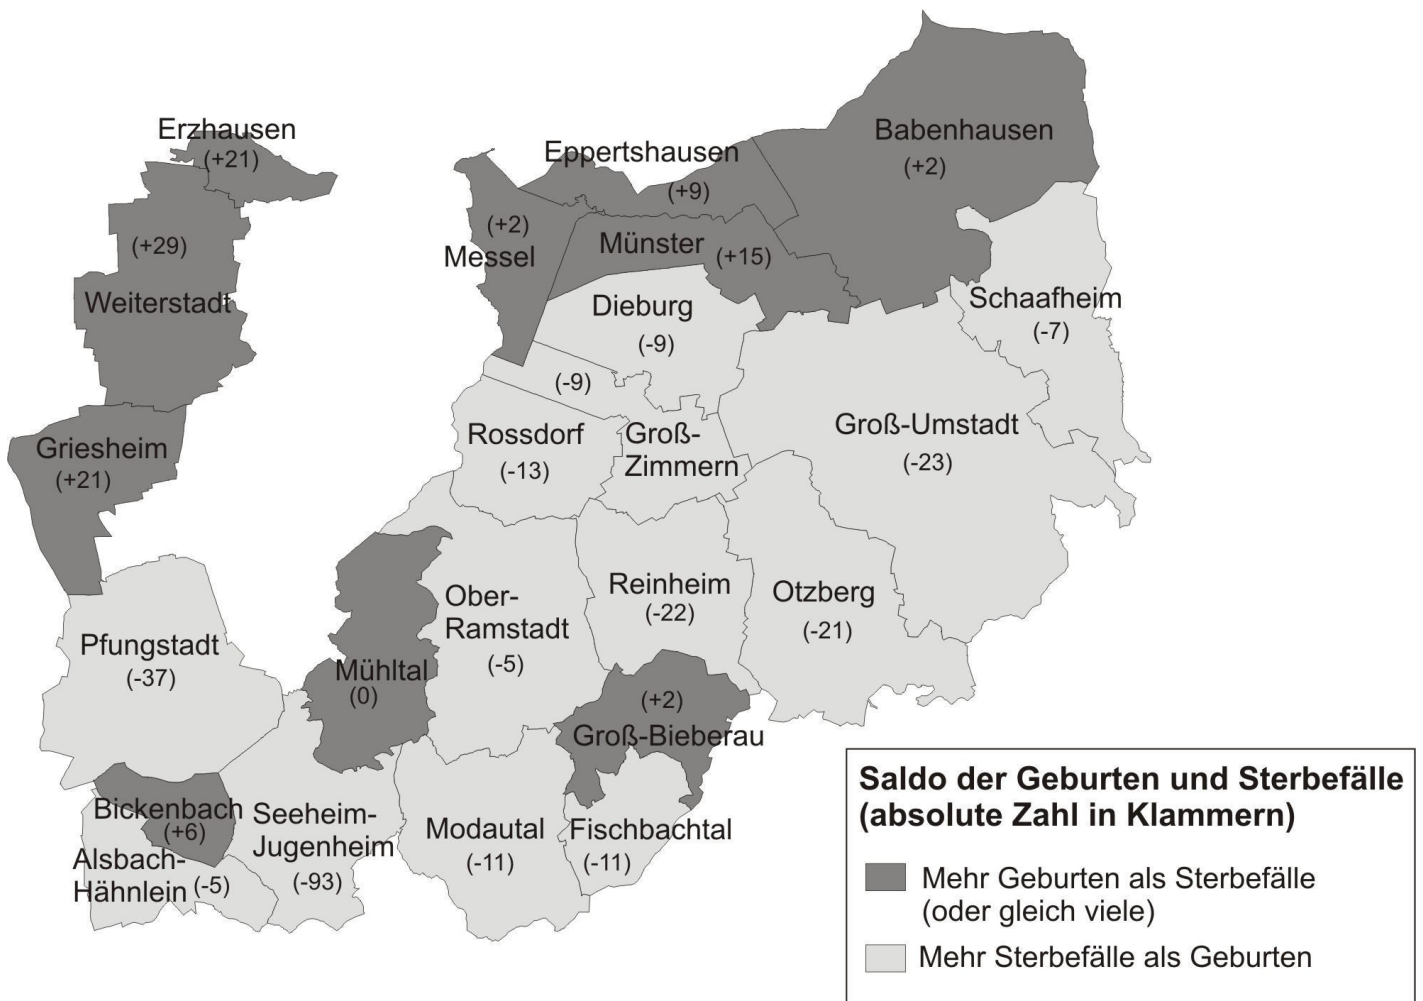 Erzhausen
(+21)
(+29)
Weiterstadt
Griesheim
(+21)
Pfungstadt
(-37)
Bickenbach
(+6)
Alsbach-
Hähnlein (-5)
Seeheim-
Jugenheim
(-93)
Mühltal
(0)
Ober-
Ramstadt
(-5)
Modautal
(-11)
Fischbachtal
(-11)
(+2)
Groß-Bieberau
Reinheim
(-22)
Otzberg
(-21)
Rossdorf
(-13)
(-9)
Groß-
Zimmern
Dieburg
(-9)
(+2)
Messel
Eppertshausen
(+9)
Münster (+15)
Babenhausen
(+2)
Schaafheim
(-7)
Groß-Umstadt
(-23)
Saldo der Geburten und Sterbefälle
(absolute Zahl in Klammern)
Mehr Geburten als Sterbefälle
(oder gleich viele)
Mehr Sterbefälle als Geburten